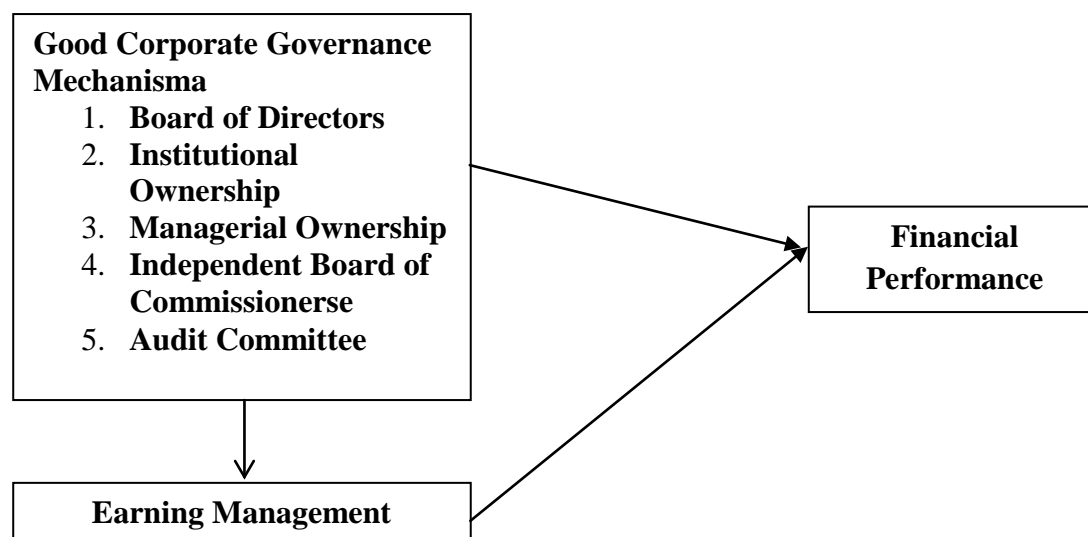 Good Corporate Governance
Mechanisma
1. Board of Directors
2. Institutional
Ownership
3. Managerial Ownership
4. Independent Board of
Commissionerse
5. Audit Committee
Financial
Performance
Earning Management